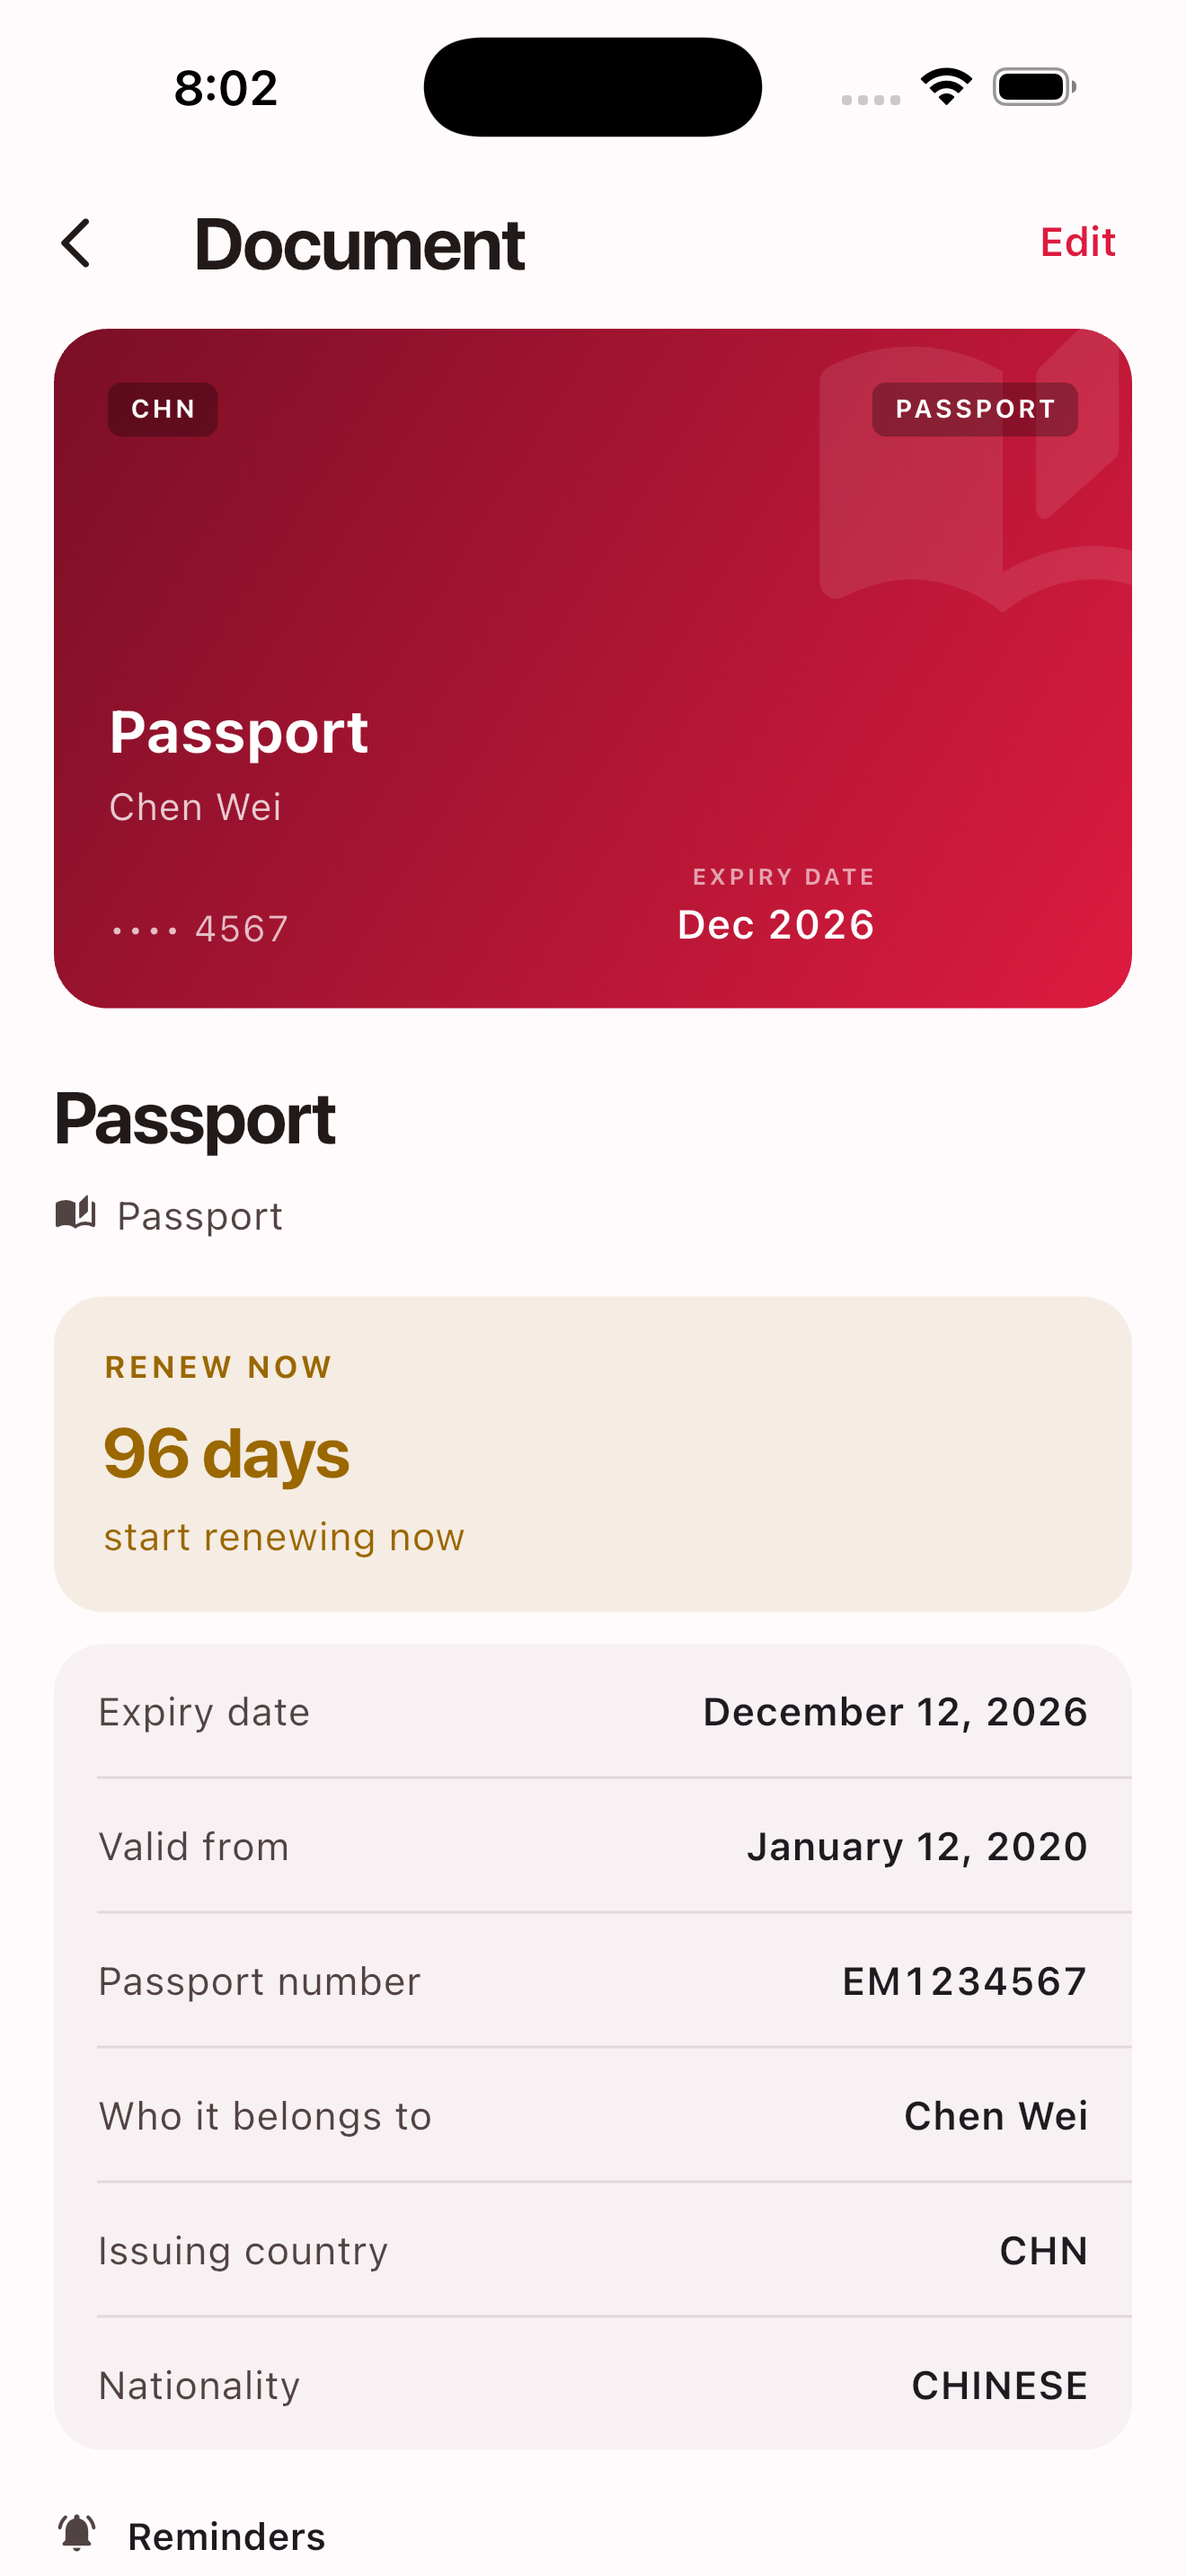 8:02
Document
Edit
CHN
PASSPORT
Passport
Chen Wei
EXPIRY DATE
•••• 4567
Dec 2026
Passport
Passport
RENEW NOW
96 days
start renewing now
Expiry date December 12, 2026
Valid from January 12, 2020
Passport number EM1234567
Who it belongs to Chen Wei
Issuing country CHN
Nationality CHINESE
Reminders